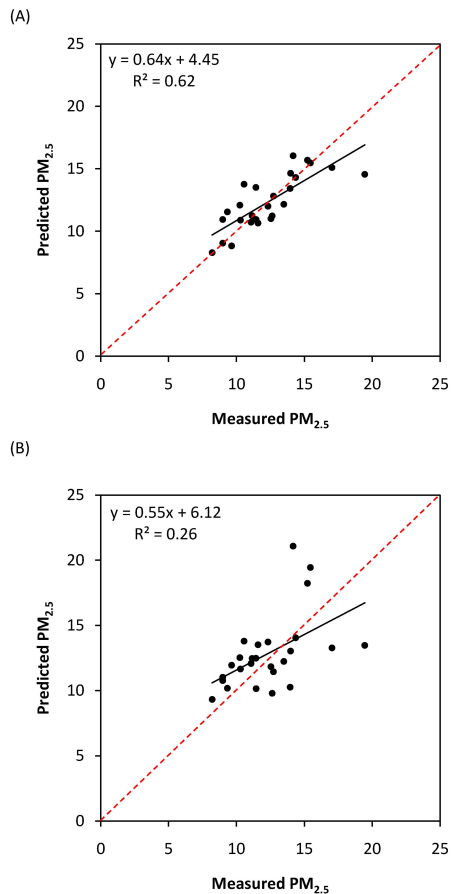 (A)
25
y = 0.64x + 4.45
R² = 0.62
20
15
10
5
0
Predicted PM2.5
0 5 10 15 20 25
Measured PM2.5
(B)
25
y = 0.55x + 6.12
R² = 0.26
20
15
10
5
0
Predicted PM2.5
0 5 10 15 20 25
Measured PM2.5